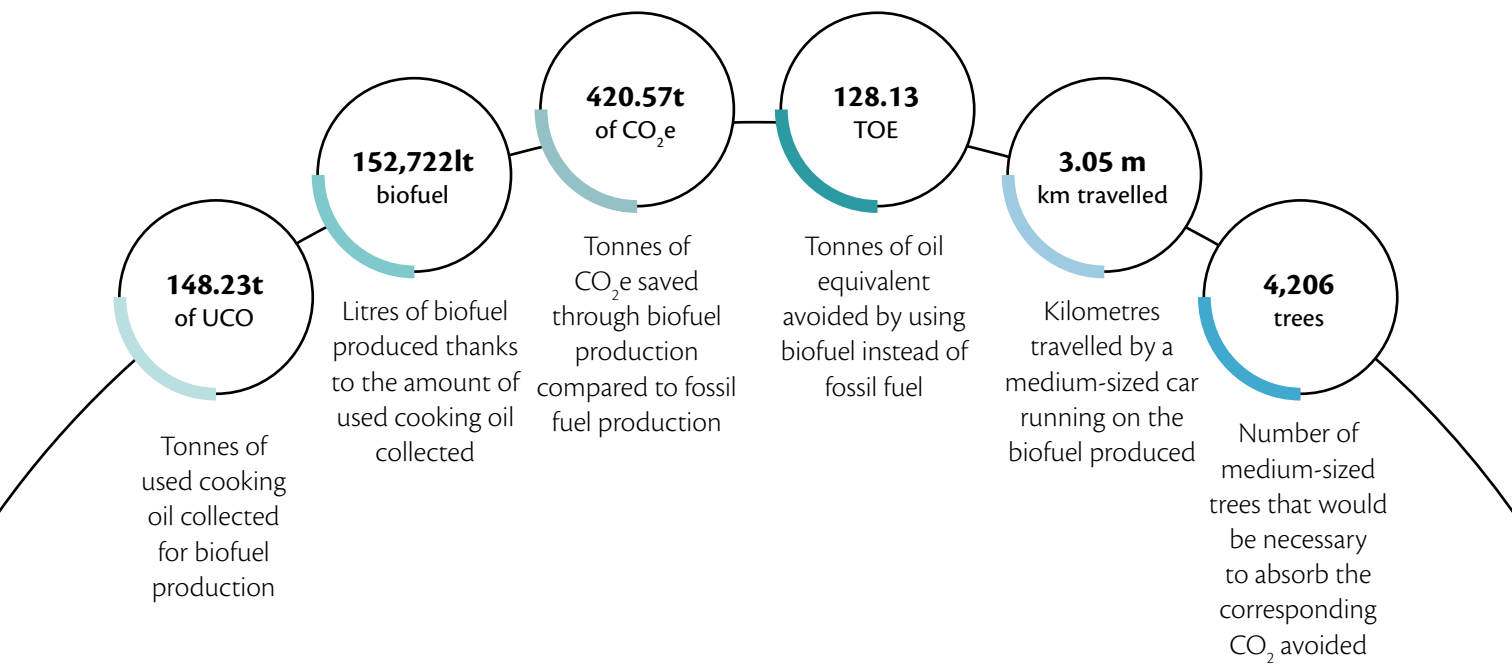 148.23t
of UCO
Tonnes of
used cooking
oil collected
for biofuel
production
152,722lt
biofuel
Litres of biofuel
produced thanks
to the amount of
used cooking oil
collected
420.57t
of CO₂e
Tonnes of
CO₂e saved
through biofuel
production
compared to fossil
fuel production
128.13
TOE
Tonnes of oil
equivalent
avoided by using
biofuel instead of
fossil fuel
3.05 m
km travelled
Kilometres
travelled by a
medium-sized car
running on the
biofuel produced
4,206
trees
Number of
medium-sized
trees that would
be necessary
to absorb the
corresponding
CO₂ avoided